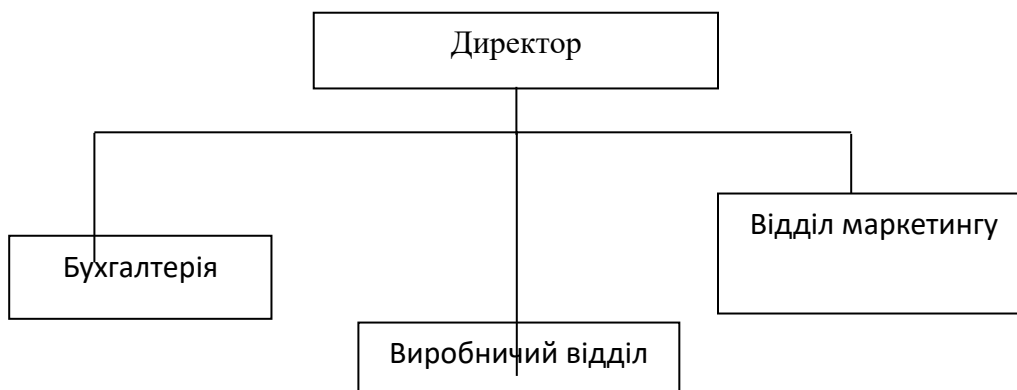 Директор
Бухгалтерія
Виробничий відділ
Відділ маркетингу